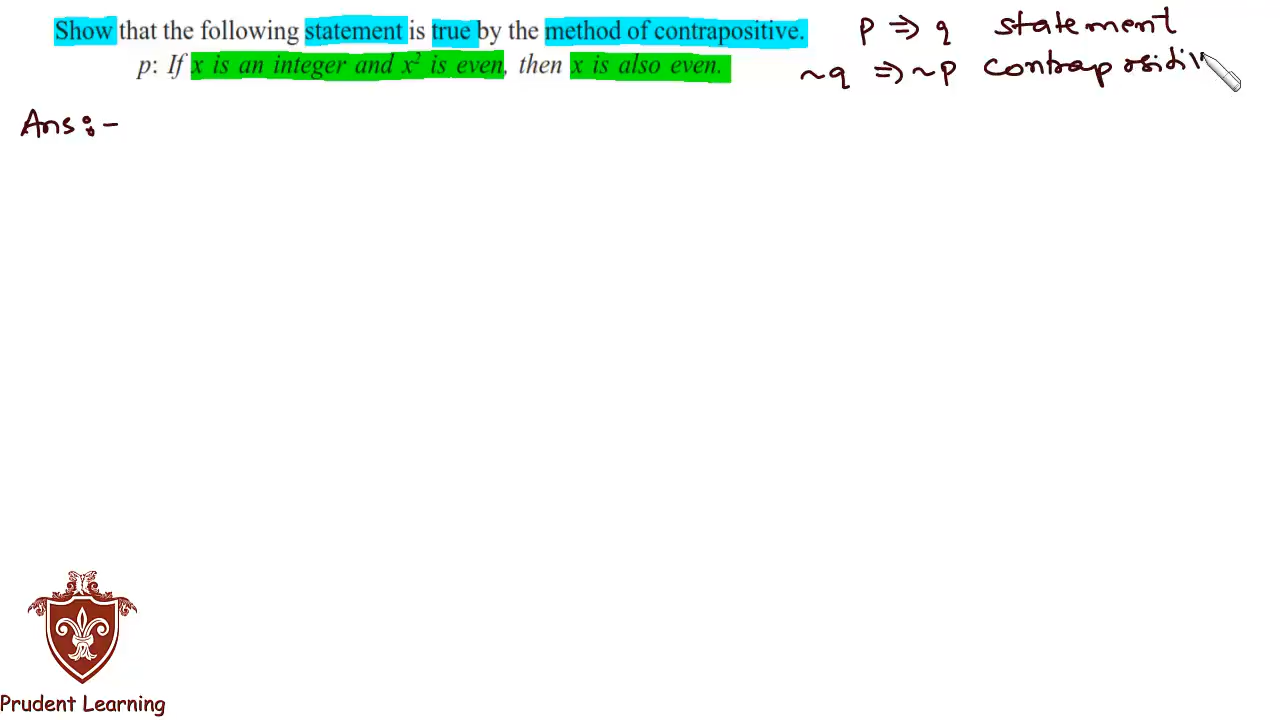 Show that the following statement is true by the method of contrapositive.
p: If x is an integer and x² is even, then x is also even.
p ⇒ q statement
~q ⇒ ~p contrapositiv
Ans :-
Prudent Learning